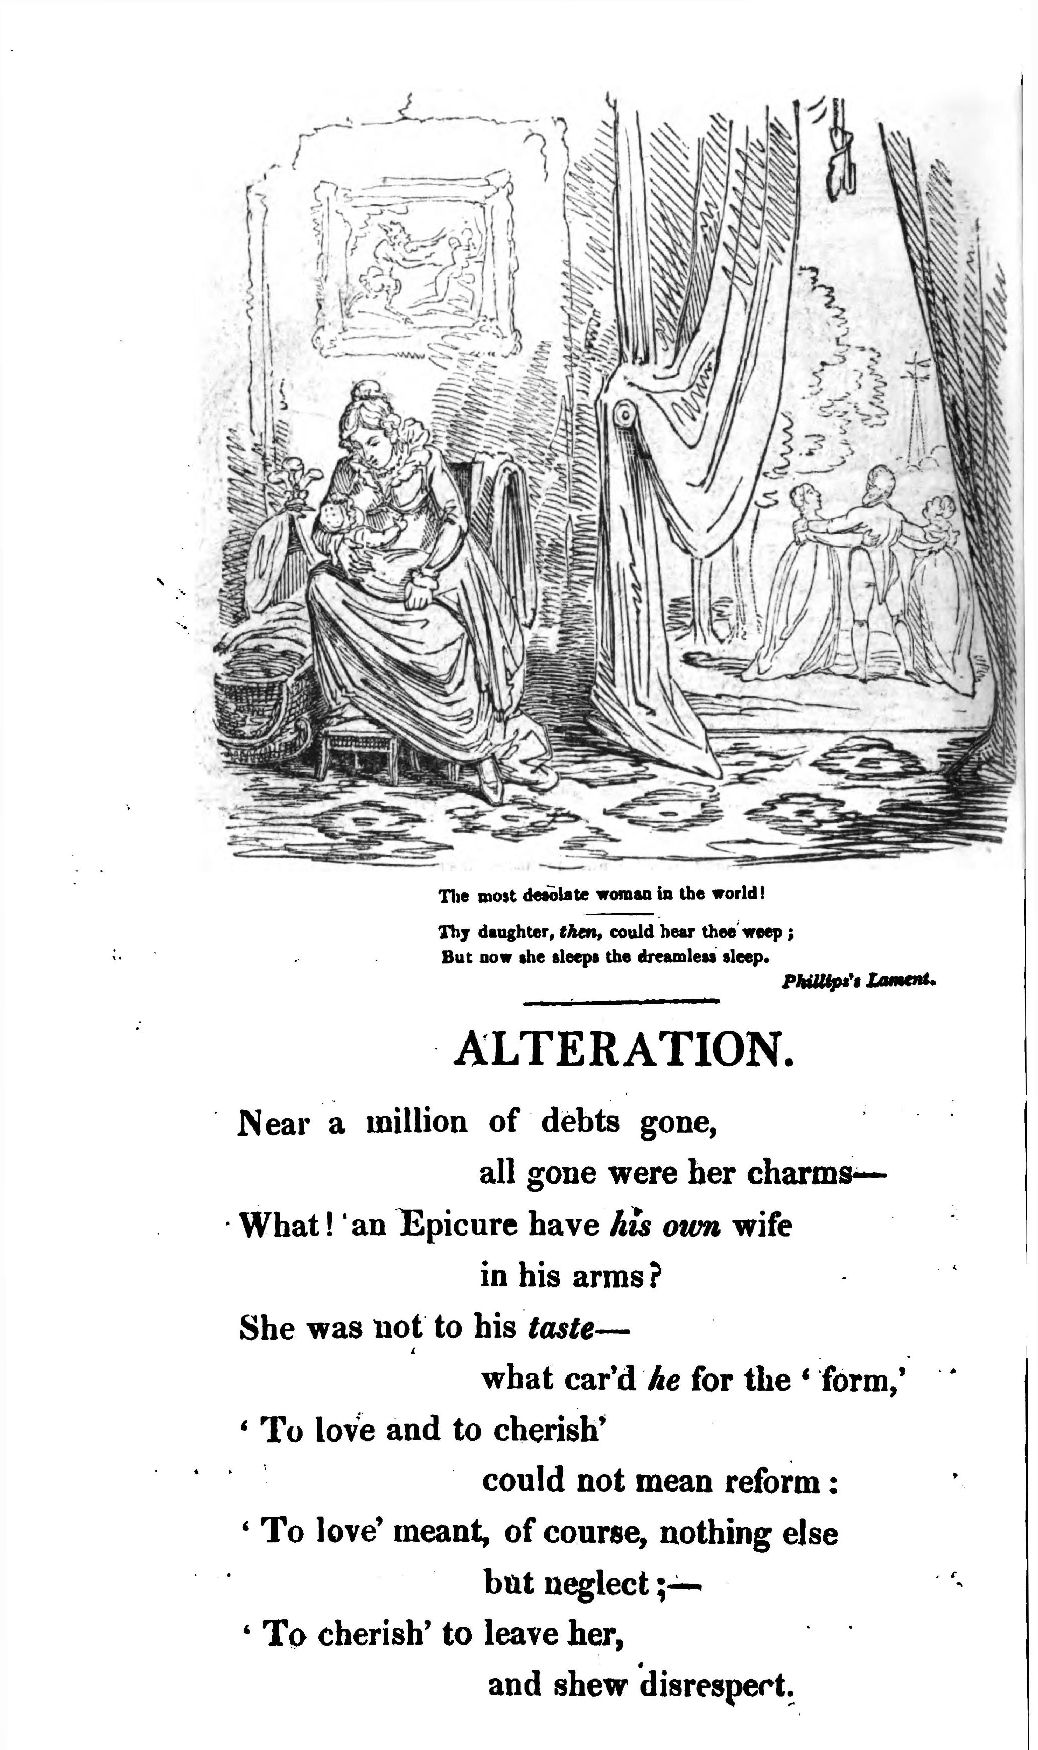 The most desolate woman in the world!
Thy daughter, then, could hear thee weep;
But now she sleeps the dreamless sleep.
Phillips's Lament.
ALTERATION.
Near a million of debts gone,
all gone were her charms—
What! an Epicure have his own wife
in his arms?
She was not to his taste—
what car'd he for the ‘form,’
‘To love and to cherish’
could not mean reform:
‘To love’ meant, of course, nothing else
but neglect;—
‘To cherish’ to leave her,
and shew disrespect.